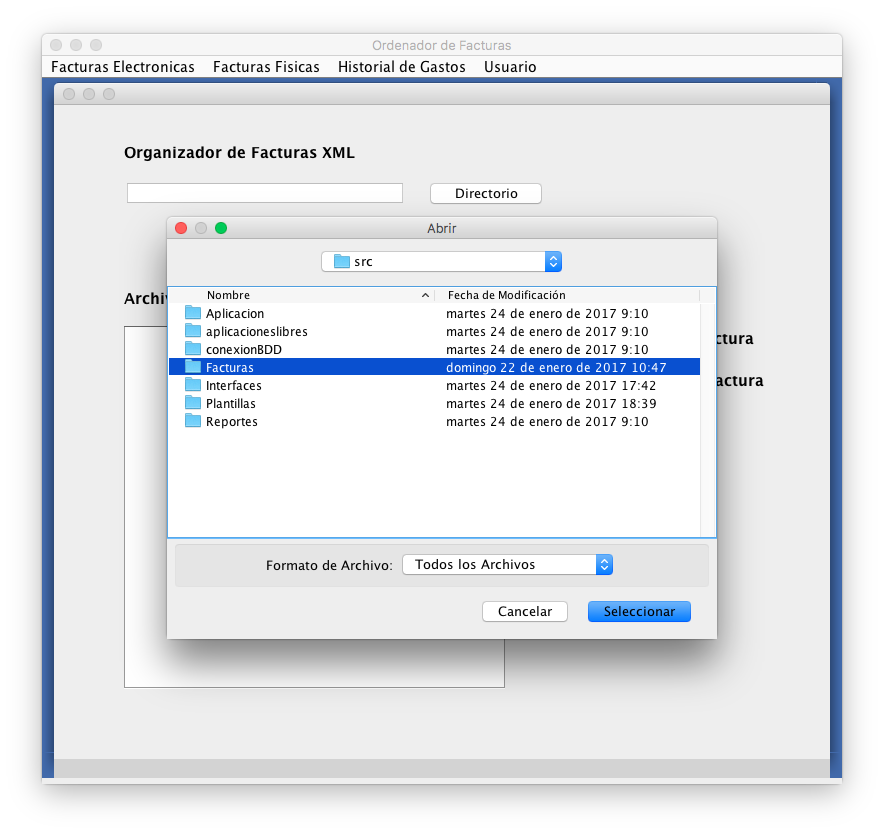 Ordenador de Facturas
Facturas Electronicas Facturas Fisicas Historial de Gastos Usuario
Organizador de Facturas XML
Directorio
Abrir
src
Nombre Fecha de Modificación
Aplicacion martes 24 de enero de 2017 9:10
aplicacioneslibres martes 24 de enero de 2017 9:10
conexionBDD martes 24 de enero de 2017 9:10
Facturas domingo 22 de enero de 2017 10:47
Interfaces martes 24 de enero de 2017 17:42
Plantillas martes 24 de enero de 2017 18:39
Reportes martes 24 de enero de 2017 9:10
Formato de Archivo: Todos los Archivos
Cancelar Seleccionar